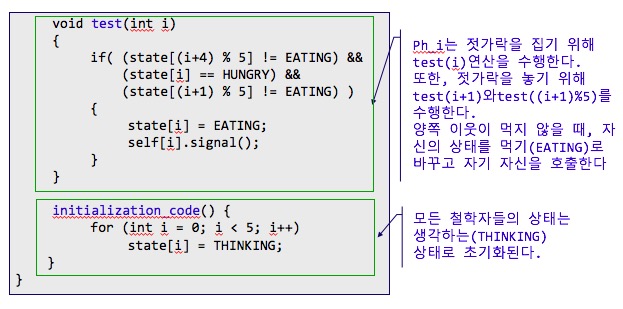 void test(int i)
{
if( (state[(i+4) % 5] != EATING) &&
(state[i] == HUNGRY) &&
(state[(i+1) % 5] != EATING) )
{
state[i] = EATING;
self[i].signal();
}
}
initialization_code() {
for (int i = 0; i < 5; i++)
state[i] = THINKING;
}
}
Ph_i는 젓가락을 집기 위해
test(i)연산을 수행한다.
또한, 젓가락을 놓기 위해
test(i+1)와test((i+1)%5)를
수행한다.
양쪽 이웃이 먹지 않을 때, 자
신의 상태를 먹기(EATING)로
바꾸고 자기 자신을 호출한다
모든 철학자들의 상태는
생각하는(THINKING)
상태로 초기화된다.